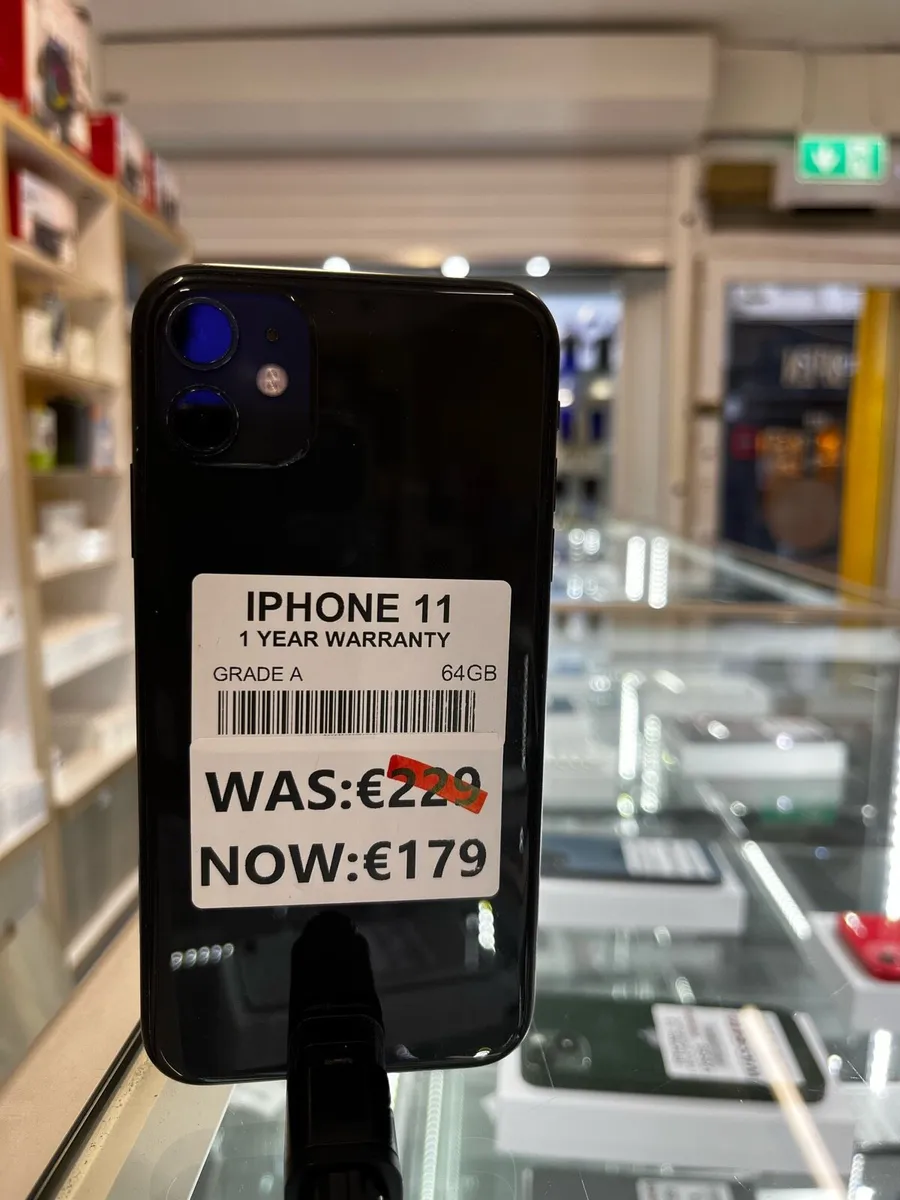 IPHONE 11
1 YEAR WARRANTY
GRADE A 64GB
WAS:€229
NOW:€179